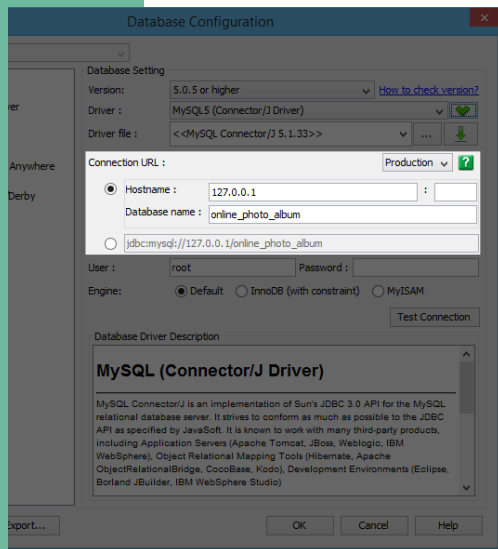 Database Configuration
Database Setting
Version: 5.0.5 or higher How to check version?
Driver : MySQL5 (Connector/J Driver)
Driver file : <<MySQL Connector/J 5.1.33>> ...
Anywhere
Derby
Connection URL : Production ?
Hostname : 127.0.0.1 :
Database name : online_photo_album
jdbc:mysql://127.0.0.1/online_photo_album
User : root Password :
Engine: Default InnoDB (with constraint) MyISAM
Test Connection
Database Driver Description
MySQL (Connector/J Driver)
MySQL Connector/J is an implementation of Sun's JDBC 3.0 API for the MySQL
relational database server. It strives to conform as much as possible to the JDBC
API as specified by JavaSoft. It is known to work with many third-party products,
including Application Servers (Apache Tomcat, JBoss, Weblogic, IBM
WebSphere), Object Relational Mapping Tools (Hibernate, Apache
ObjectRelationalBridge, CocoBase, Kodo), Development Environments (Eclipse,
Borland JBuilder, IBM WebSphere Studio)
Export... OK Cancel Help